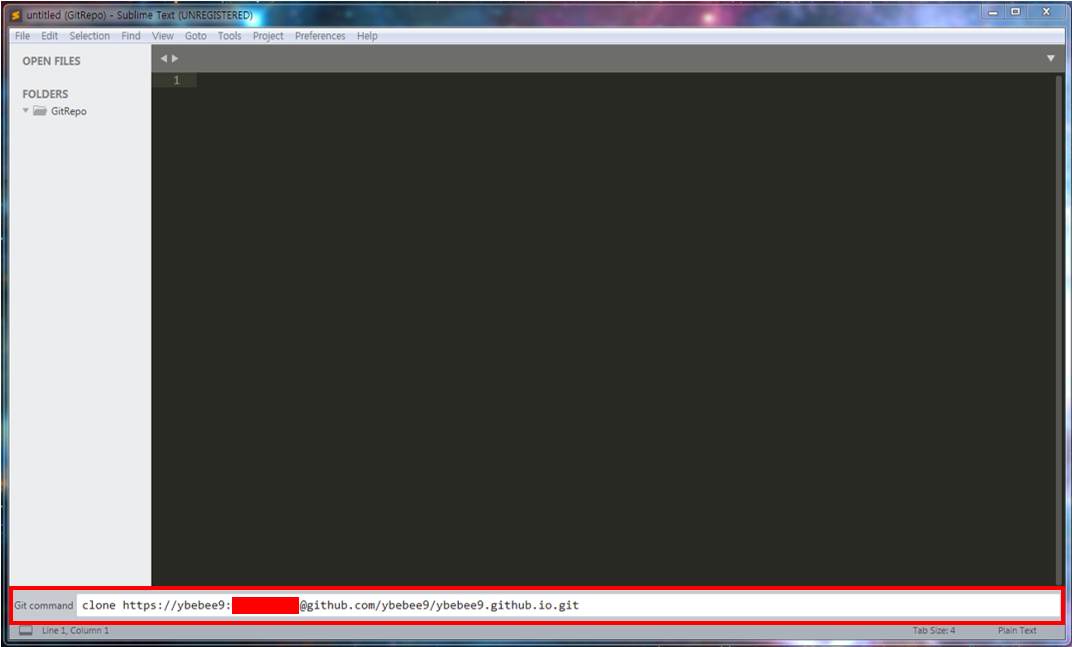 untitled (GitRepo) - Sublime Text (UNREGISTERED)
File Edit Selection Find View Goto Tools Project Preferences Help
OPEN FILES
FOLDERS
GitRepo
1
Git command clone https://ybebee9: @github.com/ybebee9/ybebee9.github.io.git
Line 1, Column 1 Tab Size: 4 Plain Text